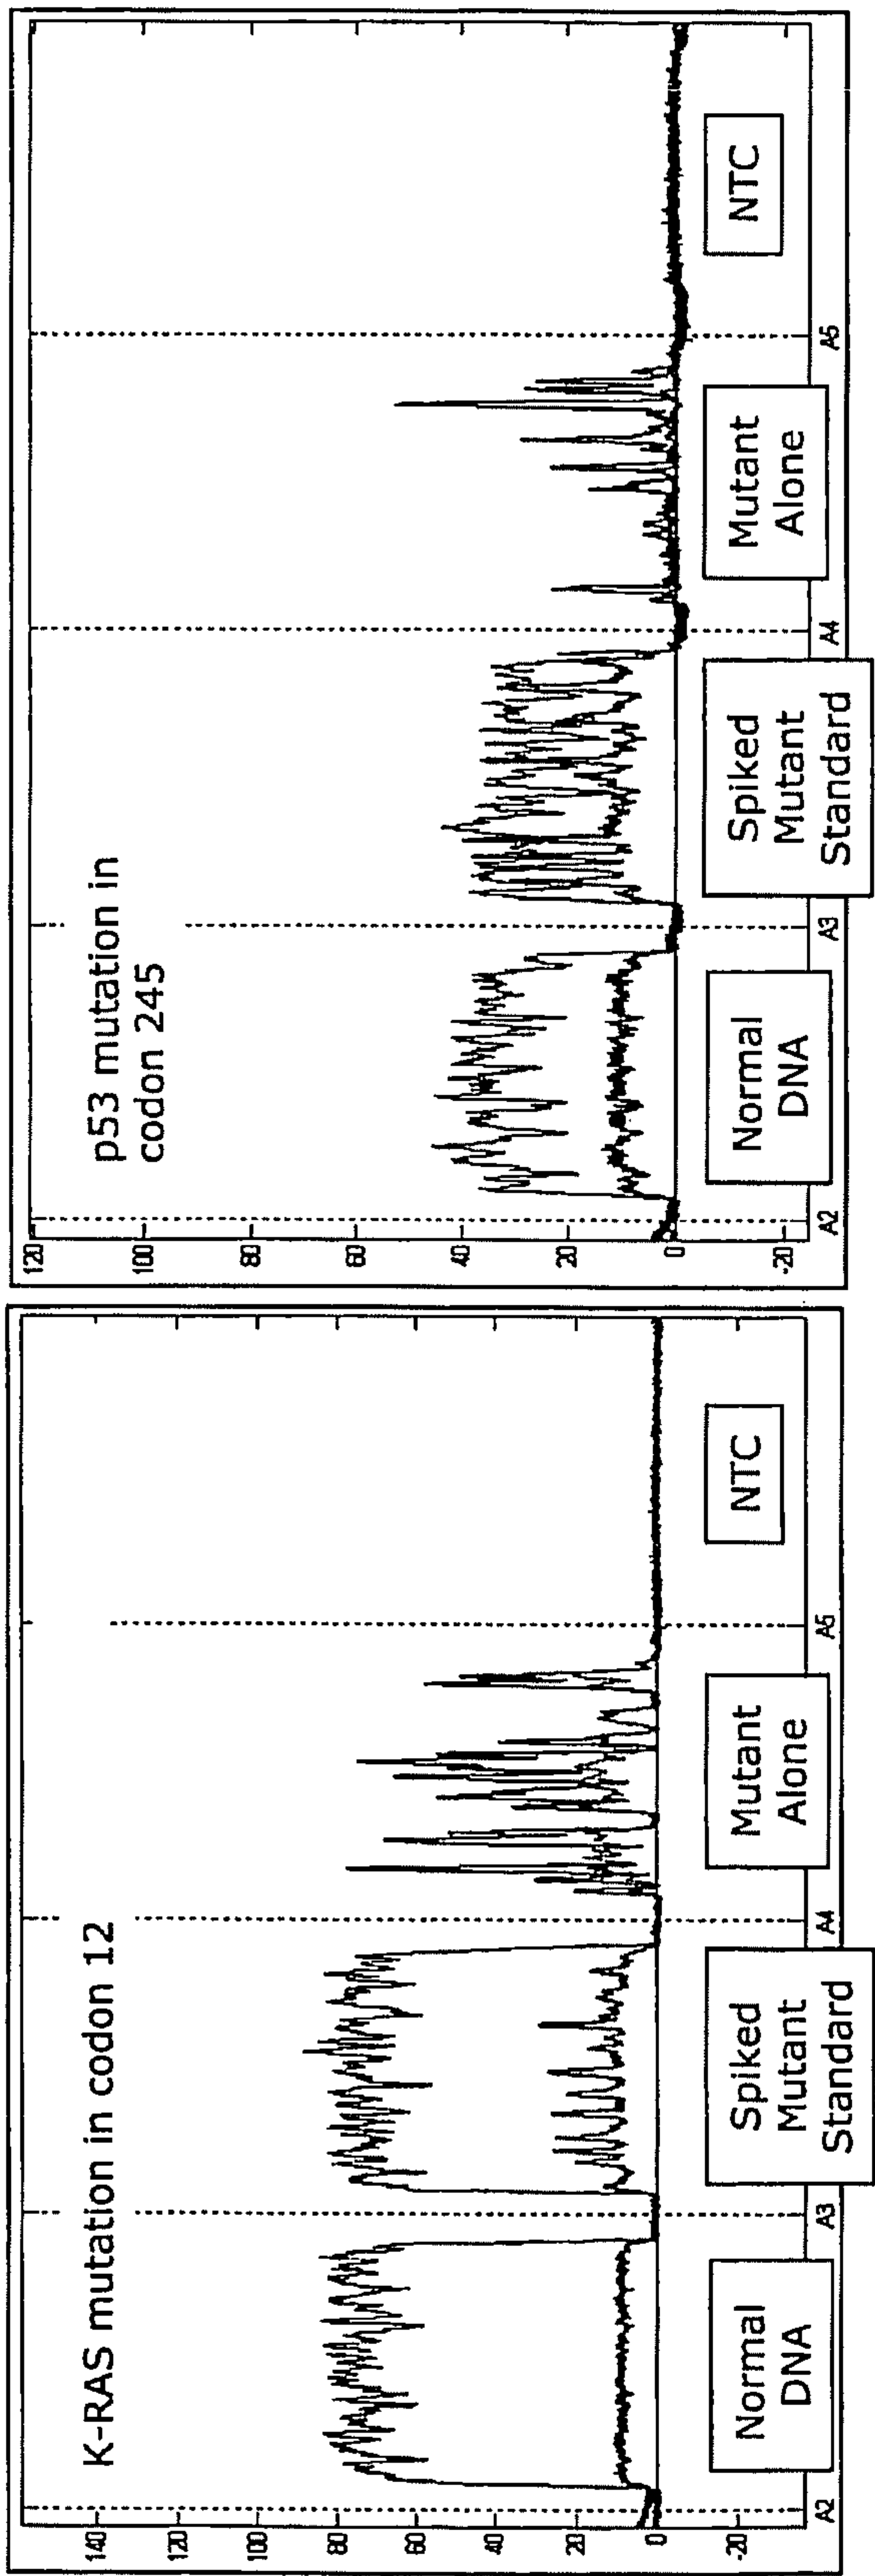 K-RAS mutation in codon 12
140
120
100
80
60
40
20
0
-20
A2
A3
A4
A5
Normal
DNA
Spiked
Mutant
Standard
Mutant
Alone
NTC
p53 mutation in
codon 245
120
100
80
60
40
20
0
-20
A2
A3
A4
A5
Normal
DNA
Spiked
Mutant
Standard
Mutant
Alone
NTC